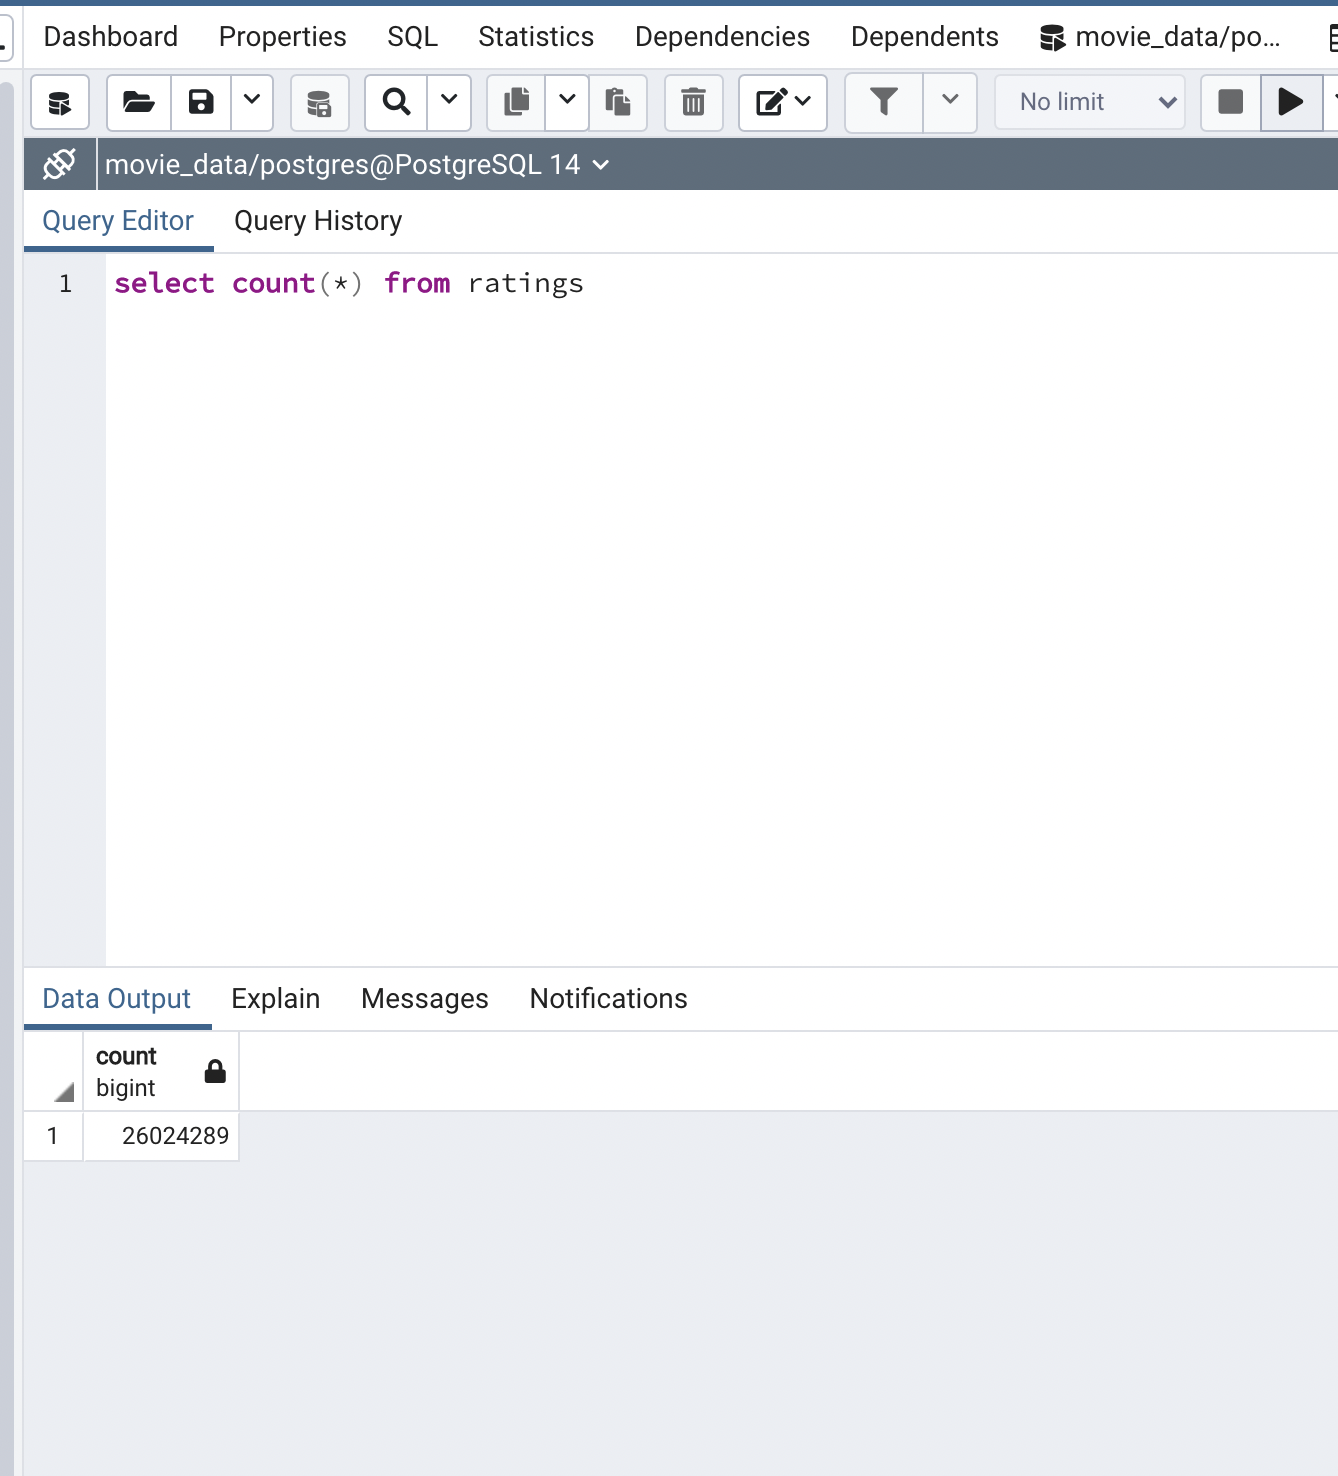 Dashboard Properties SQL Statistics Dependencies Dependents movie_data/po...
No limit
movie_data/postgres@PostgreSQL 14
Query Editor Query History
1 select count(*) from ratings
Data Output Explain Messages Notifications
count
bigint
1 26024289